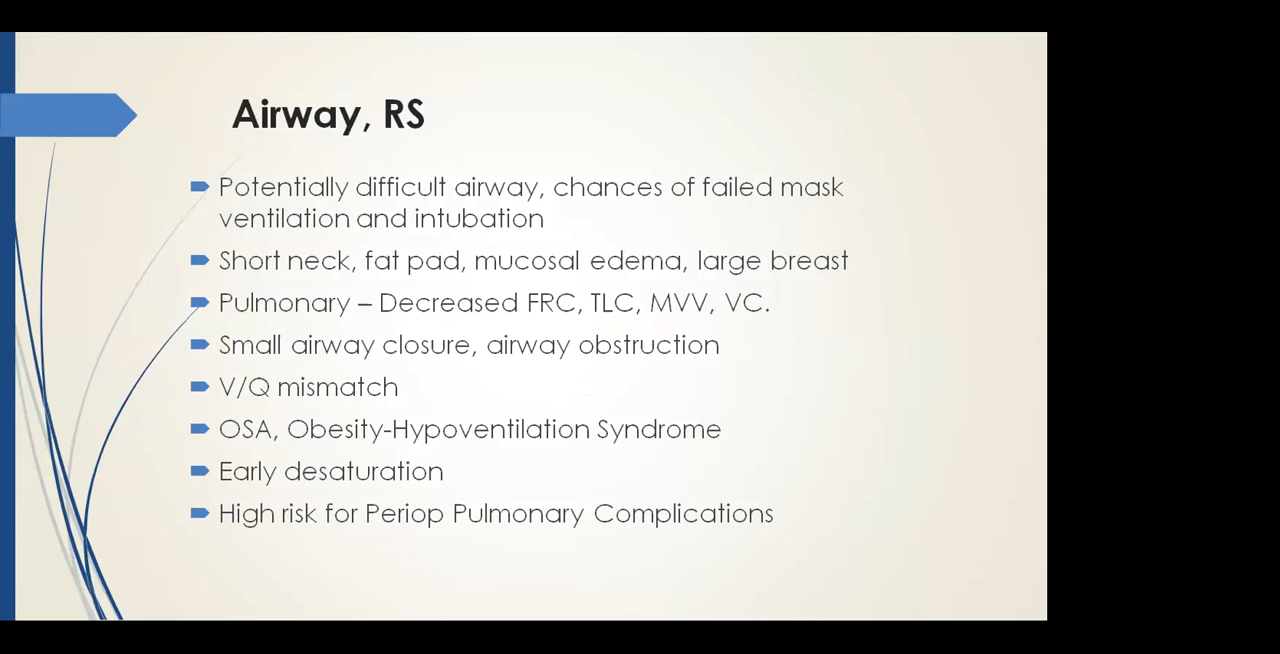 Airway, RS
Potentially difficult airway, chances of failed mask
ventilation and intubation
Short neck, fat pad, mucosal edema, large breast
Pulmonary – Decreased FRC, TLC, MVV, VC.
Small airway closure, airway obstruction
V/Q mismatch
OSA, Obesity-Hypoventilation Syndrome
Early desaturation
High risk for Periop Pulmonary Complications